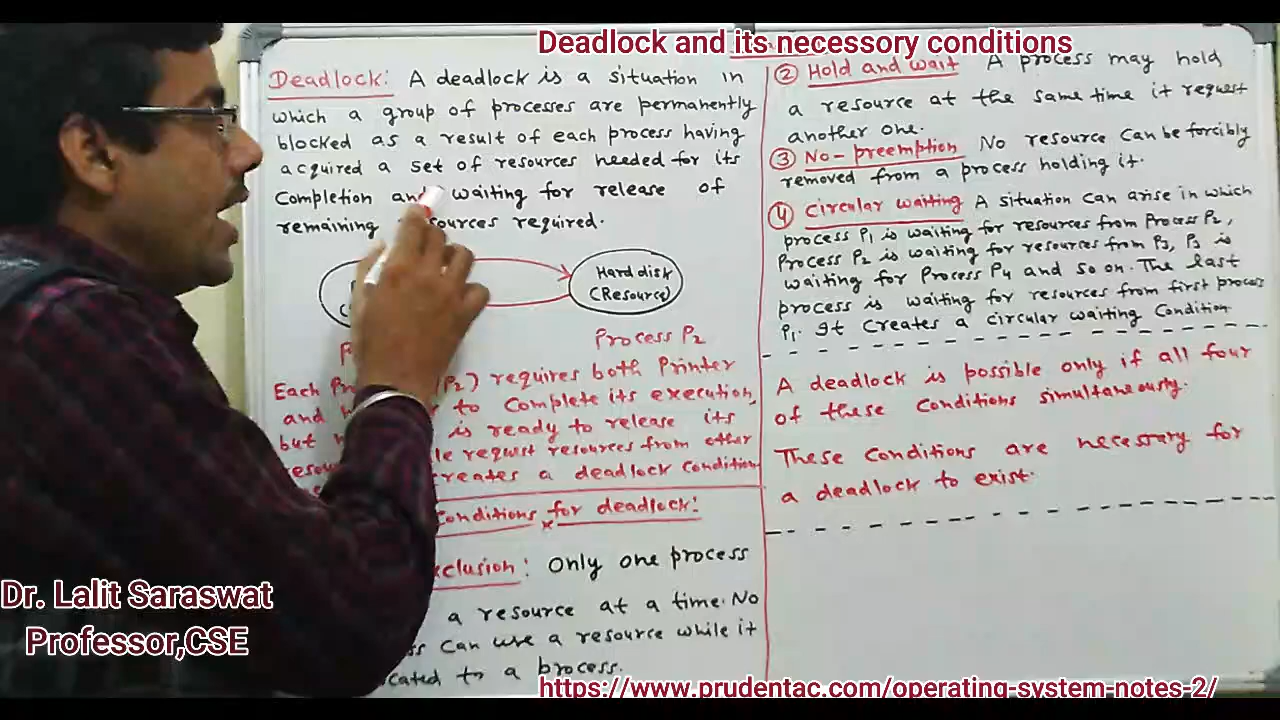 Deadlock and its necessory conditions
Deadlock: A deadlock is a situation in
which a group of processes are permanently
blocked as a result of each process having
acquired a set of resources needed for its
Completion and waiting for release of
remaining sources required.
Hard disk
(Resource)
Process P2
Each (P2) requires both Printer
and to Complete its execution,
but is ready to release its
request resources from other
creates a deadlock Condition
Conditions for deadlock:
clusion: Only one process
a resource at a time. No
can use a resource while it
cated to a process.
② Hold and wait A process may hold
a resource at the same time it request
another one.
③ No-preemption No resource can be forcibly
removed from a process holding it.
④ Circular waiting A situation can arise in which
process P1 is waiting for resources from Process P2,
Process P2 is waiting for resources from P3, P3 is
waiting for Process P4 and so on. The last
process is waiting for resources from first process
P1. It Creates a circular waiting Condition
A deadlock is possible only if all four
of these Conditions simultaneously.
These Conditions are necessary for
a deadlock to exist.
Dr. Lalit Saraswat
Professor,CSE
https://www.prudentac.com/operating-system-notes-2/